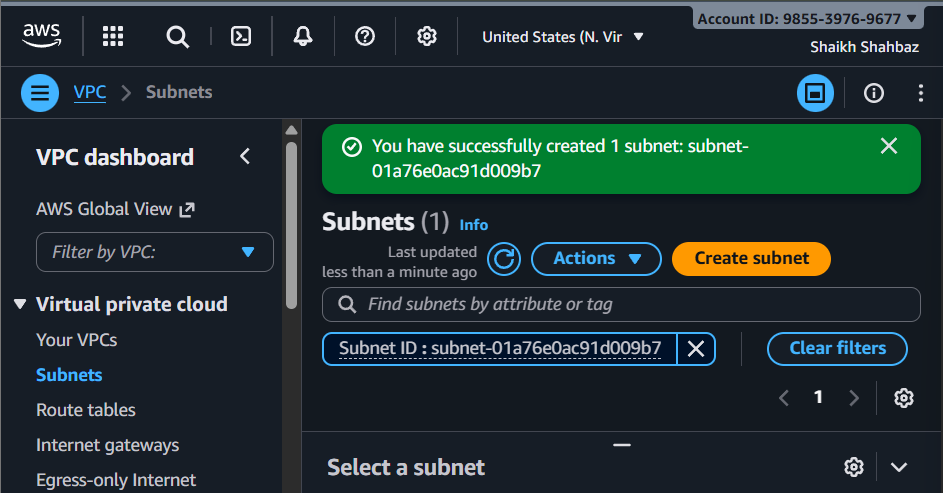 aws
United States (N. Vir
Account ID: 9855-3976-9677
Shaikh Shahbaz
VPC
Subnets
VPC dashboard
AWS Global View
Filter by VPC:
Virtual private cloud
Your VPCs
Subnets
Route tables
Internet gateways
Egress-only Internet
You have successfully created 1 subnet: subnet-
01a76e0ac91d009b7
Subnets (1) Info
Last updated
less than a minute ago
Actions
Create subnet
Find subnets by attribute or tag
Subnet ID : subnet-01a76e0ac91d009b7
Clear filters
1
Select a subnet